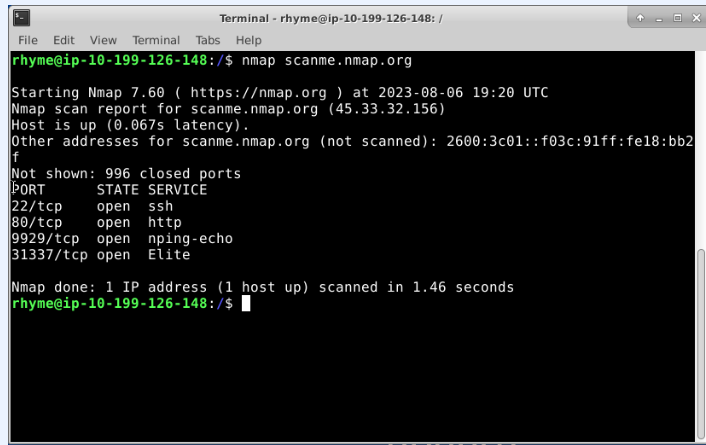 Terminal - rhyme@ip-10-199-126-148: /
File Edit View Terminal Tabs Help
rhyme@ip-10-199-126-148:/$ nmap scanme.nmap.org
Starting Nmap 7.60 ( https://nmap.org ) at 2023-08-06 19:20 UTC
Nmap scan report for scanme.nmap.org (45.33.32.156)
Host is up (0.067s latency).
Other addresses for scanme.nmap.org (not scanned): 2600:3c01::f03c:91ff:fe18:bb2
f
Not shown: 996 closed ports
PORT      STATE SERVICE
22/tcp    open  ssh
80/tcp    open  http
9929/tcp  open  nping-echo
31337/tcp open  Elite
Nmap done: 1 IP address (1 host up) scanned in 1.46 seconds
rhyme@ip-10-199-126-148:/$